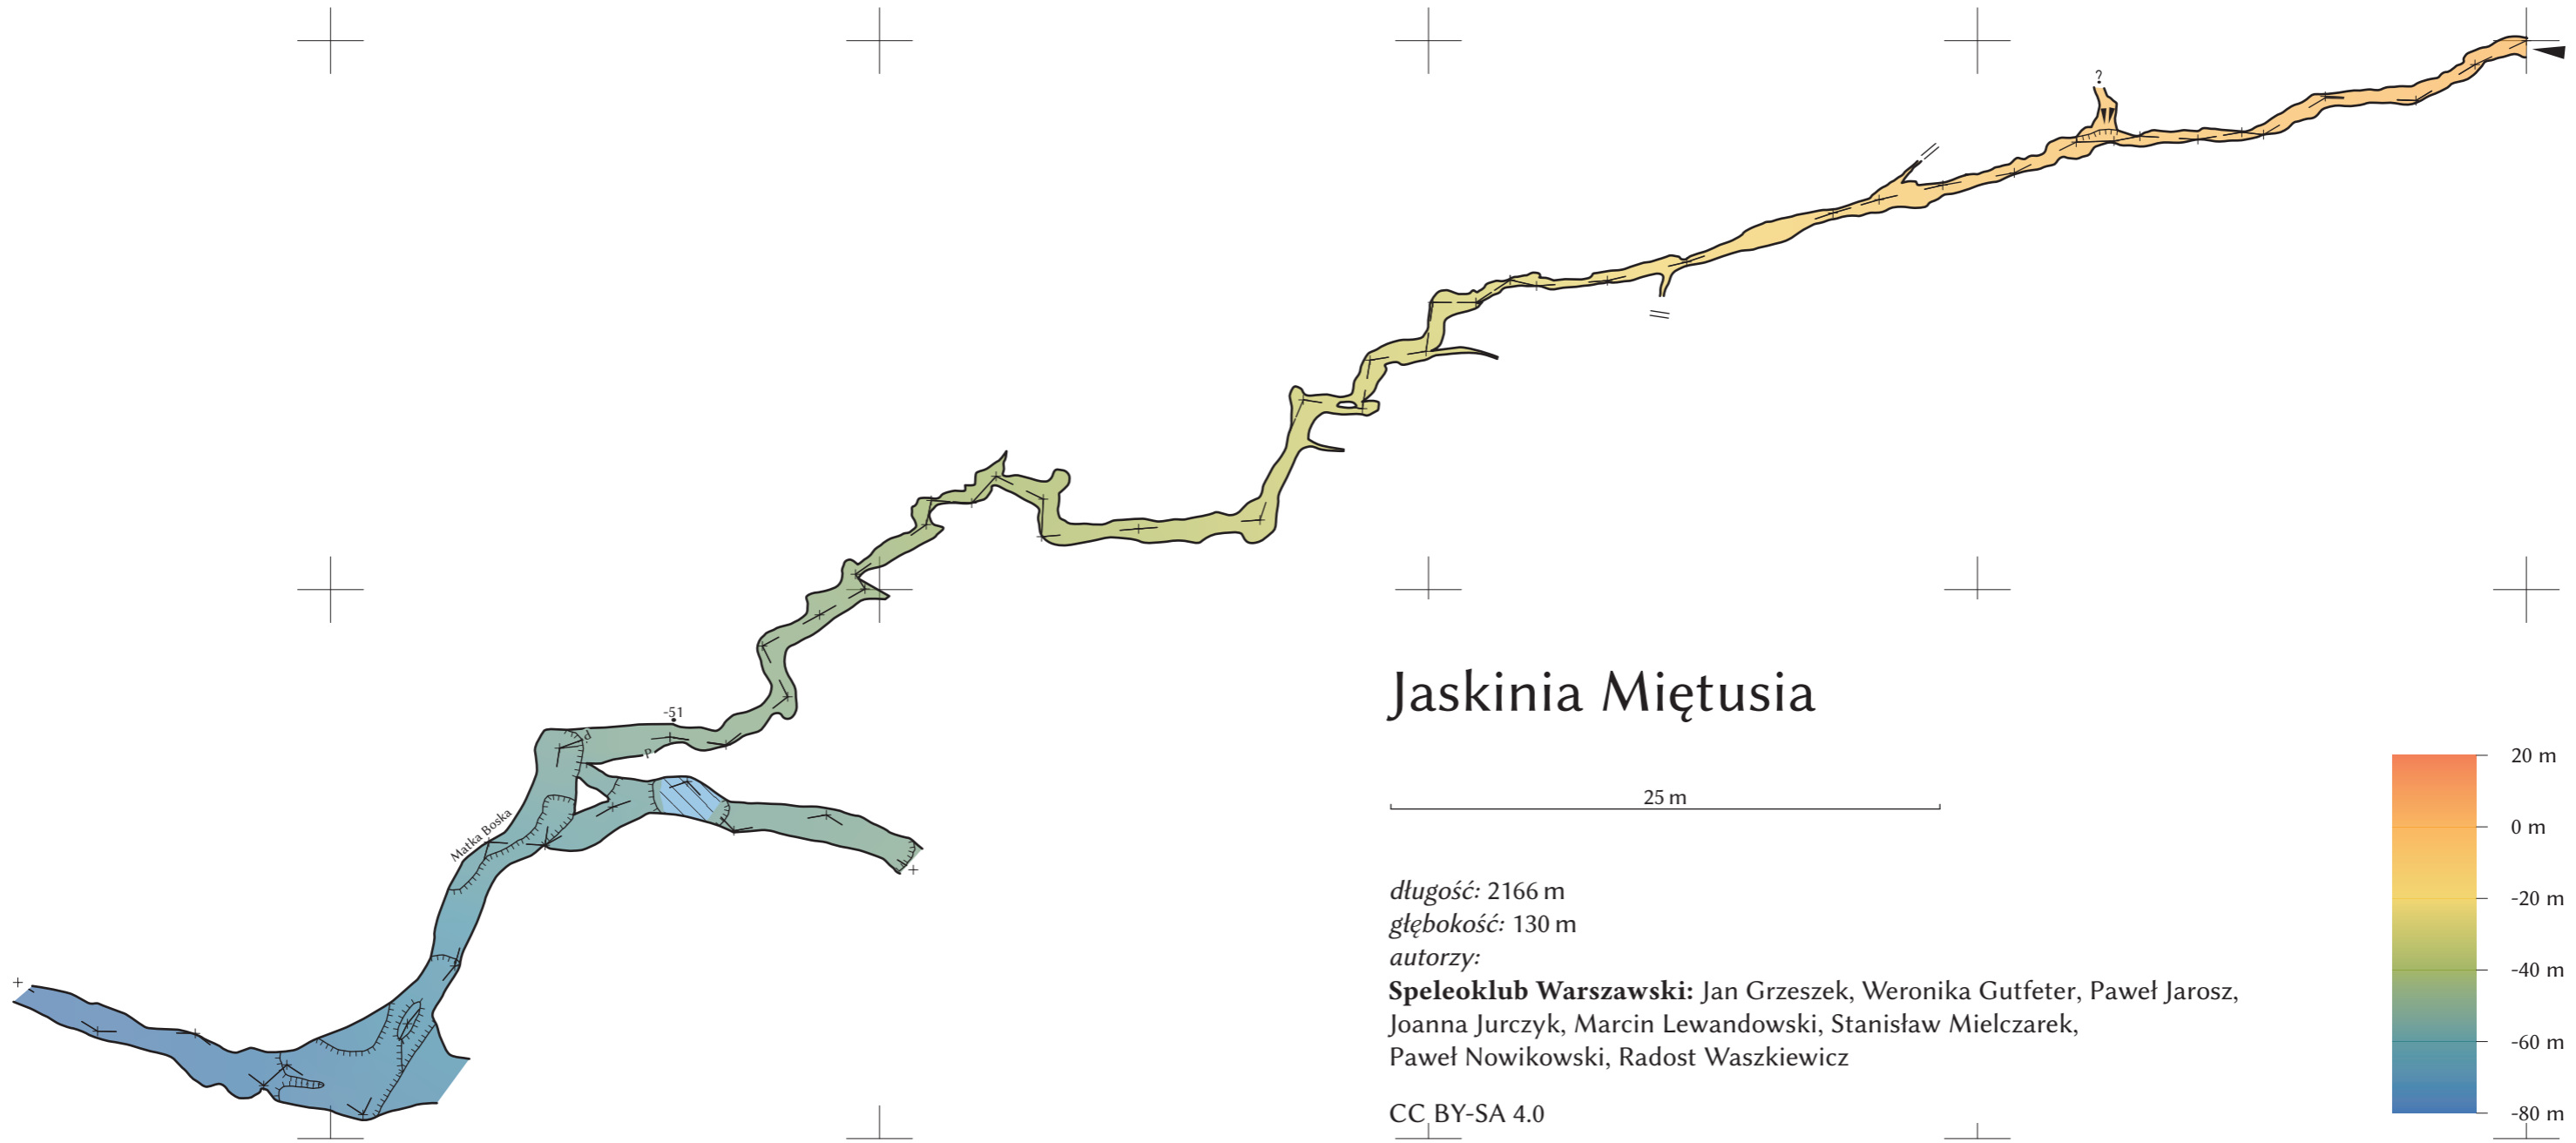 ?
-51
P
P
Matka Boska
Jaskinia Miętusia
25 m
długość: 2166 m
głębokość: 130 m
autorzy:
Speleoklub Warszawski: Jan Grzeszek, Weronika Gutfeter, Paweł Jarosz,
Joanna Jurczyk, Marcin Lewandowski, Stanisław Mielczarek,
Paweł Nowikowski, Radost Waszkiewicz
CC BY-SA 4.0
20 m
0 m
-20 m
-40 m
-60 m
-80 m